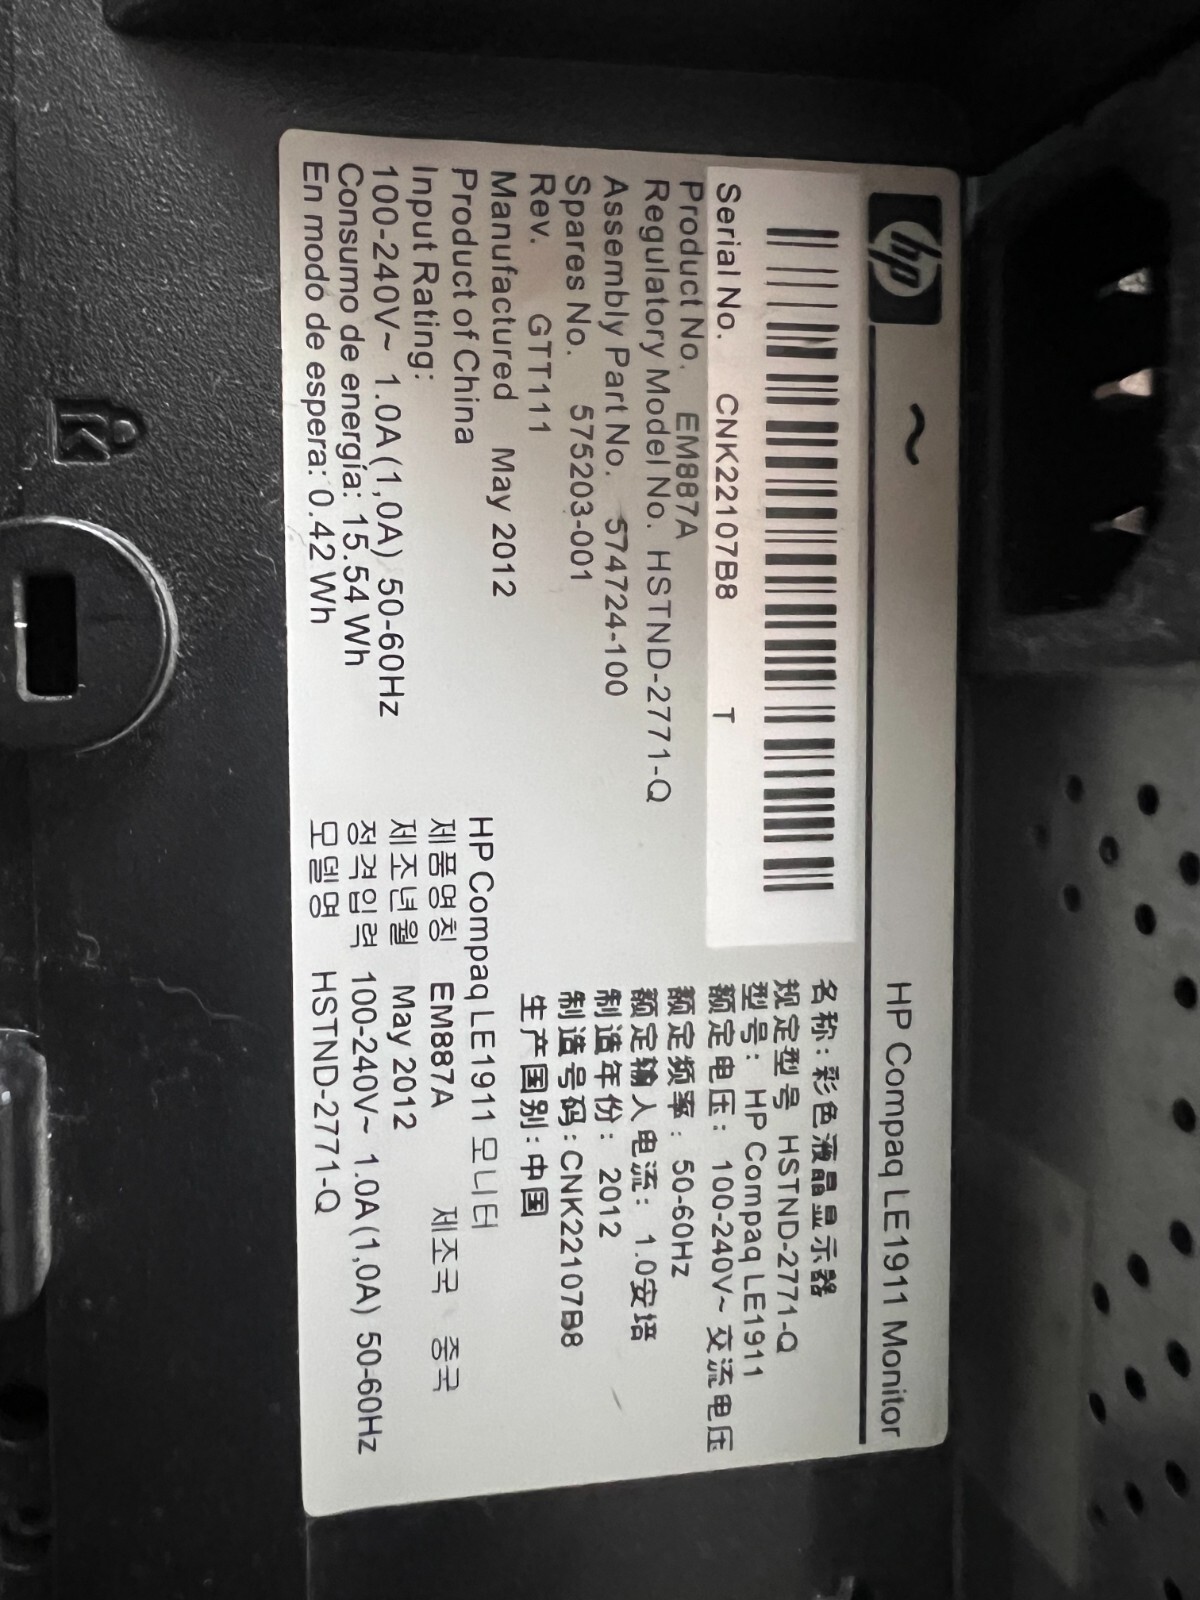 hp
~
HP Compaq LE1911 Monitor
Serial No. CNK22107B8 T
Product No. EM887A
Regulatory Model No. HSTND-2771-Q
Assembly Part No. 574724-100
Spares No. 575203-001
Rev. GTT111
Manufactured May 2012
Product of China
Input Rating:
100-240V~ 1.0A(1,0A) 50-60Hz
Consumo de energía: 15.54 Wh
En modo de espera: 0.42 Wh
名称: 彩色液晶显示器
规定型号 HSTND-2771-Q
型号: HP Compaq LE1911
额定电压: 100-240V~ 交流电压
额定频率: 50-60Hz
额定输入电流: 1.0安培
制造年份: 2012
制造号码: CNK22107B8
生产国别: 中国
HP Compaq LE1911 모니터
제품명칭 EM887A 제조국 중국
제조년월 May 2012
정격입력 100-240V~ 1.0A(1,0A) 50-60Hz
모델명 HSTND-2771-Q
K